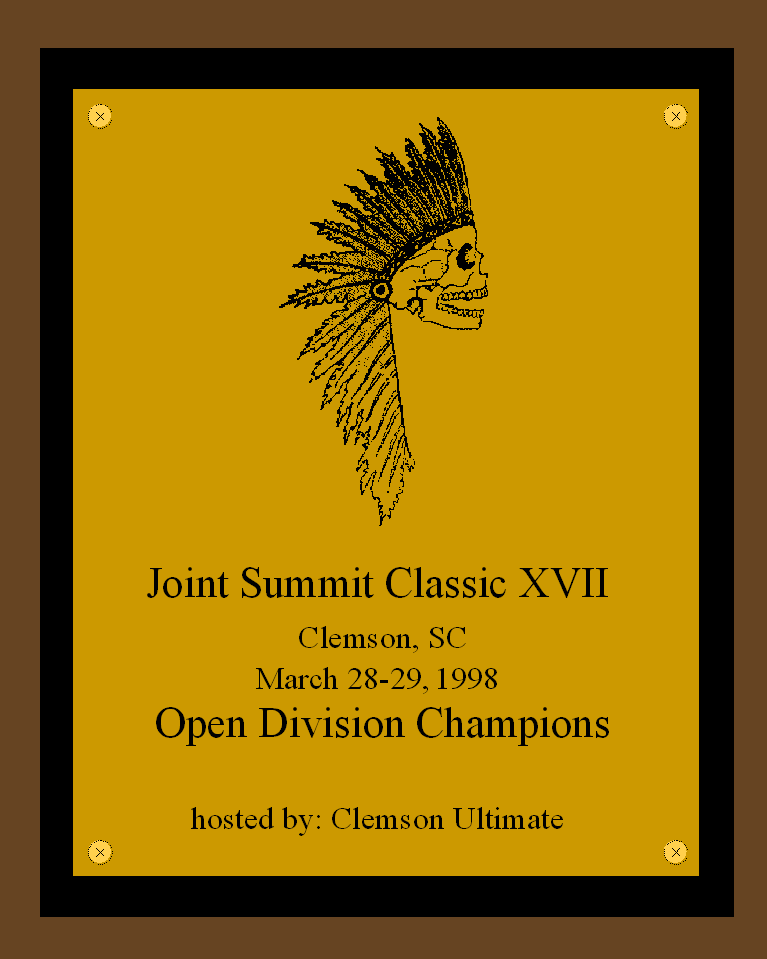 Joint Summit Classic XVII
Clemson, SC
March 28-29, 1998
Open Division Champions
hosted by: Clemson Ultimate